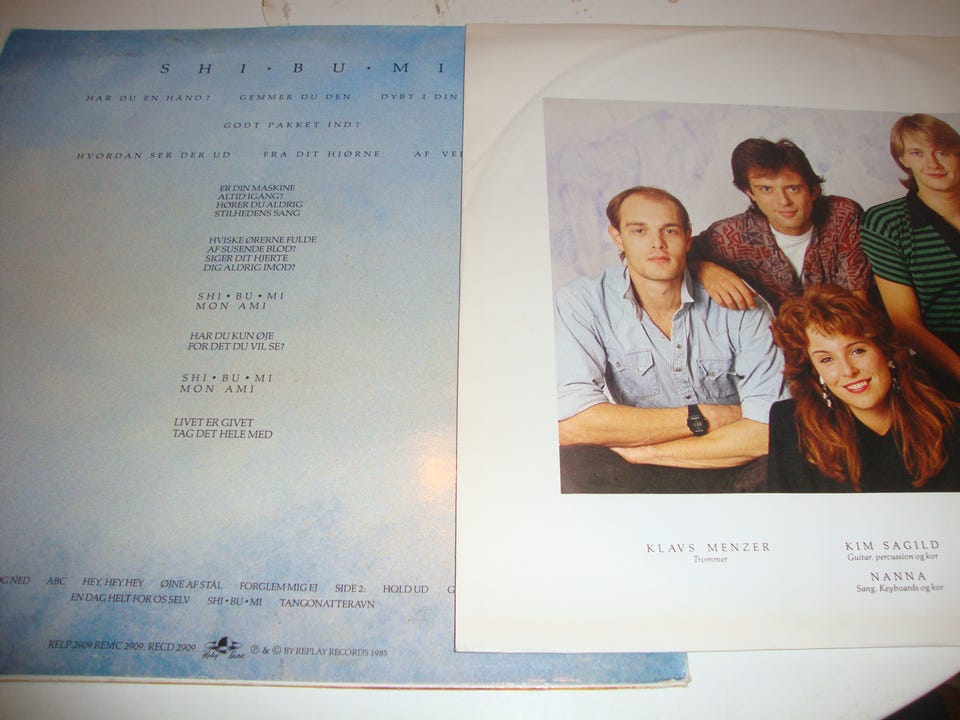 SHI•BU•MI
HAR DU EN HÅND? GEMMER DU DEN DYBT I DIN
GODT PAKKET IND?
HVORDAN SER DER UD FRA DIT HJØRNE AF
ER DIN MASKINE
ALTID IGANG?
HØRER DU ALDRIG
STILHEDENS SANG
HVISKE ØRERNE FULDE
AF SUSENDE BLOD?
SIGER DIT HJERTE
DIG ALDRIG IMOD?
SHI•BU•MI
MON AMI
HAR DU KUN ØJE
FOR DET DU VIL SE?
SHI•BU•MI
MON AMI
LIVET ER GIVET
TAG DET HELE MED
OG NED ABC HEY, HEY, HEY ØJNE AF STÅL FORGLEM MIG EJ SIDE 2: HOLD UD
EN DAG HELT FOR OS SELV SHI•BU•MI TANGONATTERAVN
RELP 2909 REMC 2909. RECD 2909. ℗ & © BY REPLAY RECORDS 1985
KLAVS MENZER
Trommer
KIM SAGILD
Guitar, percussion og kor
NANNA
Sang, Keyboards og kor